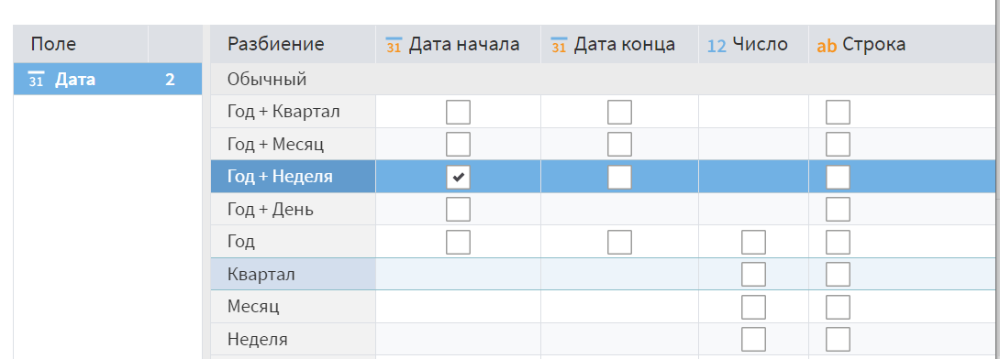 Поле Разбиение 31 Дата начала 31 Дата конца 12 Число ab Строка
31 Дата 2 Обычный
Год + Квартал
Год + Месяц
Год + Неделя
Год + День
Год
Квартал
Месяц
Неделя